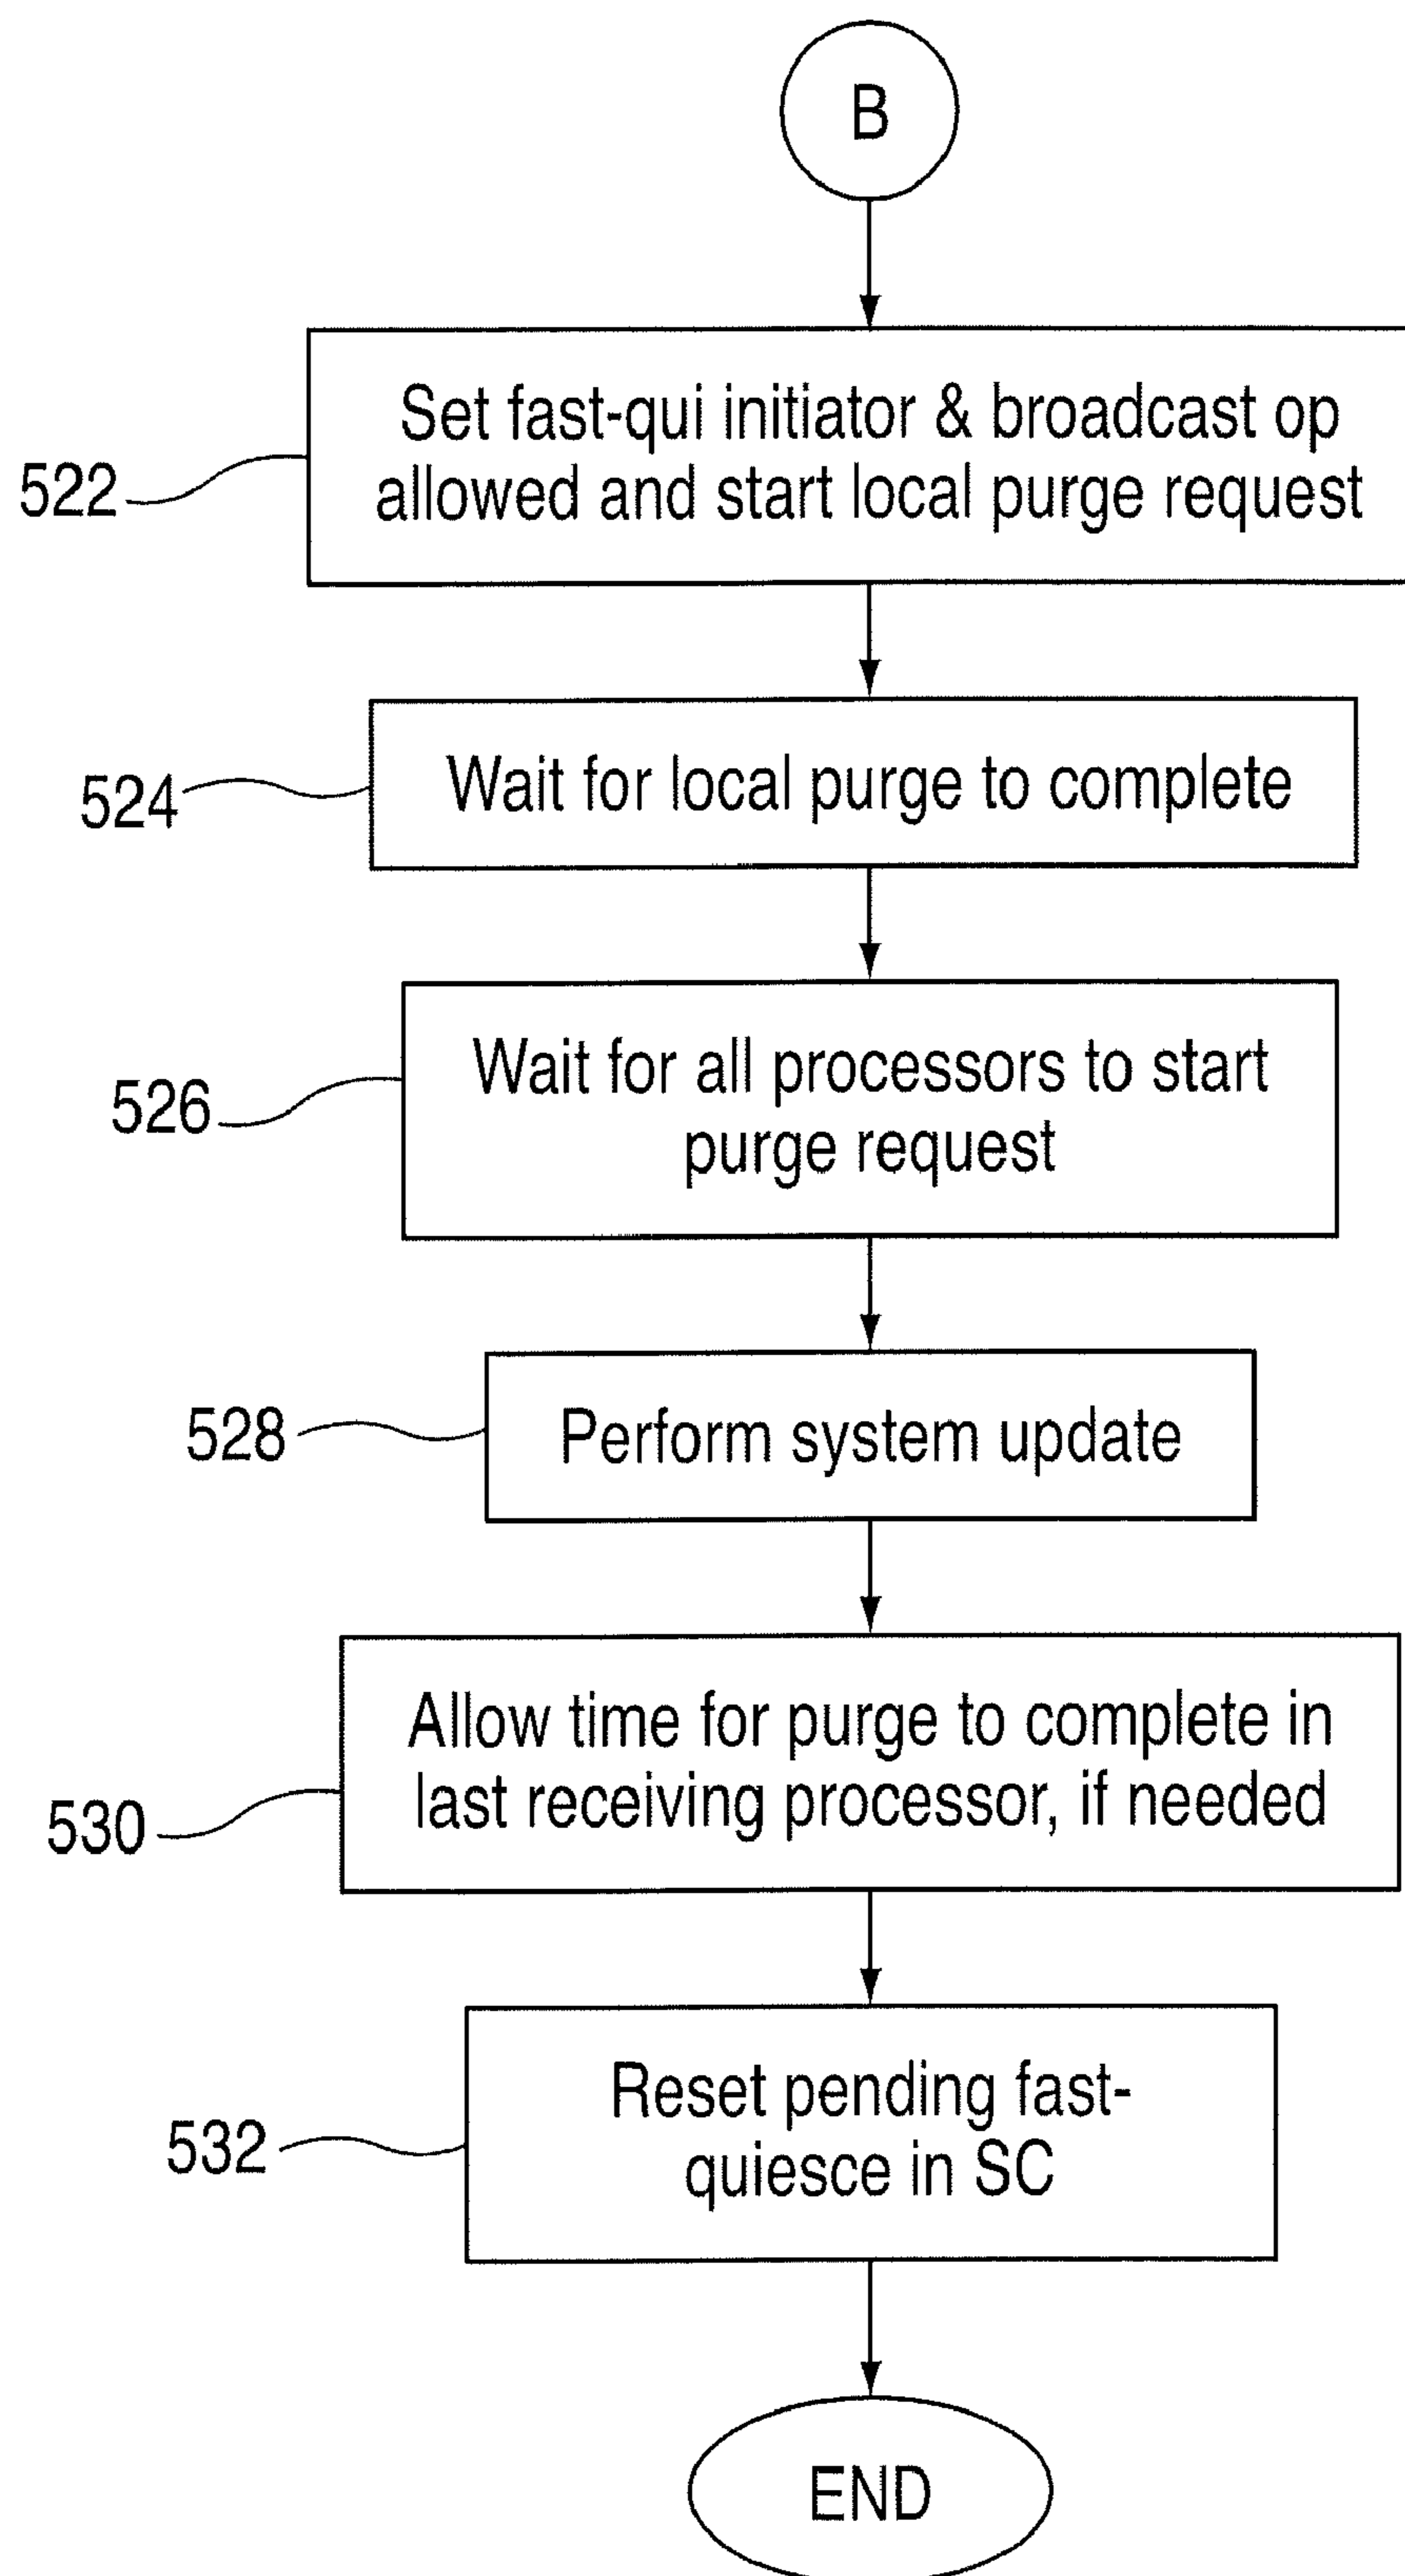 B
Set fast-qui initiator & broadcast op
allowed and start local purge request
522
Wait for local purge to complete
524
Wait for all processors to start
purge request
526
Perform system update
528
Allow time for purge to complete in
last receiving processor, if needed
530
Reset pending fast-
quiesce in SC
532
END